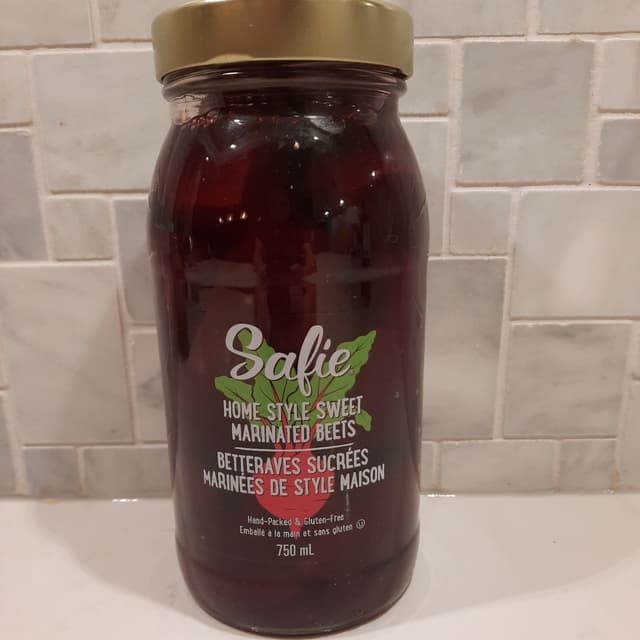 Safie
HOME STYLE SWEET
MARINATED BEETS
BETTERAVES SUCRÉES
MARINÉES DE STYLE MAISON
Hand-Packed & Gluten-Free
Emballé à la main et sans gluten Ⓤ
750 mL